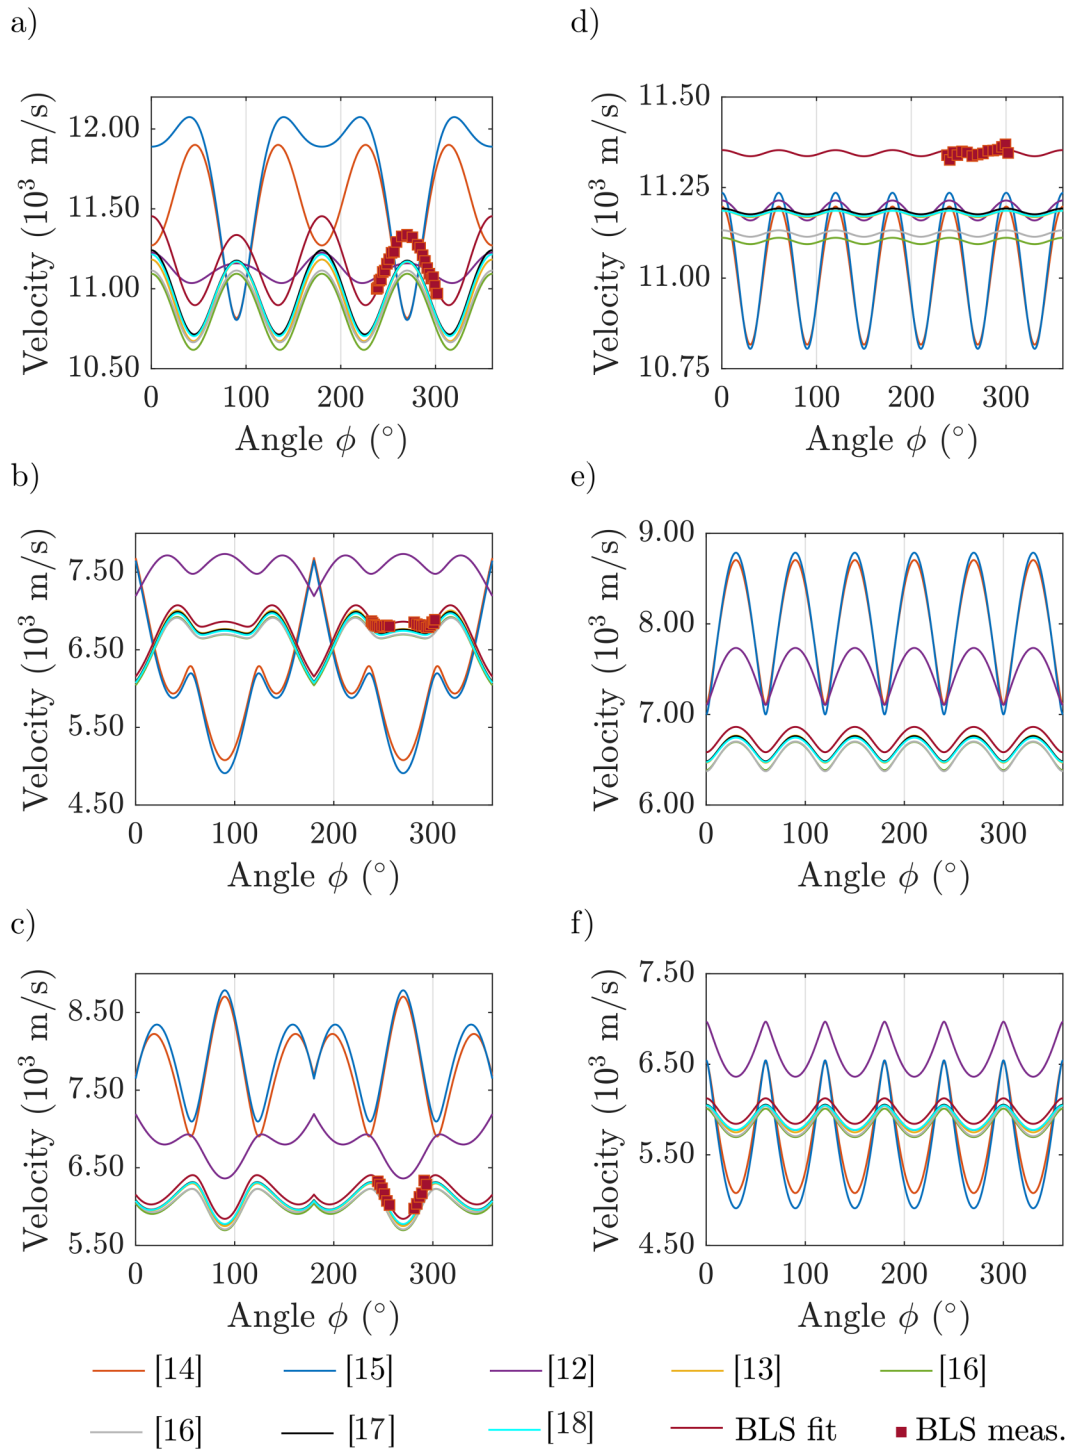 a)
Velocity (10³ m/s)
12.00
11.50
11.00
10.50
0 100 200 300
Angle ϕ (°)
d)
Velocity (10³ m/s)
11.50
11.25
11.00
10.75
0 100 200 300
Angle ϕ (°)
b)
Velocity (10³ m/s)
7.50
6.50
5.50
4.50
0 100 200 300
Angle ϕ (°)
e)
Velocity (10³ m/s)
9.00
8.00
7.00
6.00
0 100 200 300
Angle ϕ (°)
c)
Velocity (10³ m/s)
8.50
7.50
6.50
5.50
0 100 200 300
Angle ϕ (°)
f)
Velocity (10³ m/s)
7.50
6.50
5.50
4.50
0 100 200 300
Angle ϕ (°)
[14] [15] [12] [13] [16]
[16] [17] [18] BLS fit BLS meas.